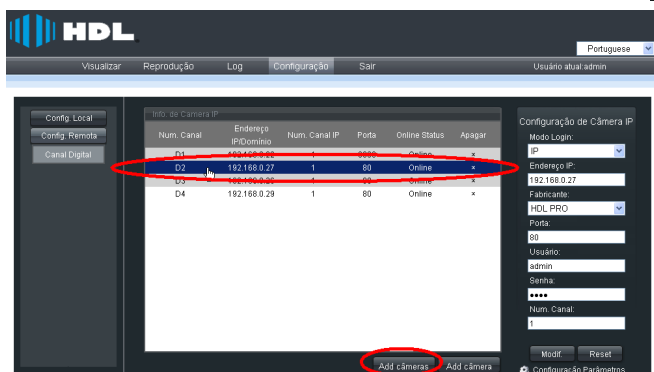 HDL
Portuguese
Visualizar Reprodução Log Configuração Sair Usuário atual:admin
Config. Local
Config. Remota
Canal Digital
Info. de Camera IP
Num. Canal Endereço IP/Domínio Num. Canal IP Porta Online Status Apagar
D1 1 Online ×
D2 192.168.0.27 1 80 Online ×
D3 1 80 Online ×
D4 192.168.0.29 1 80 Online ×
Add câmeras Add câmera
Configuração de Câmera IP
Modo Login:
IP
Endereço IP:
192.168.0.27
Fabricante:
HDL PRO
Porta:
80
Usuário:
admin
Senha:
••••
Num. Canal:
1
Modif. Reset
Configuração Parâmetros